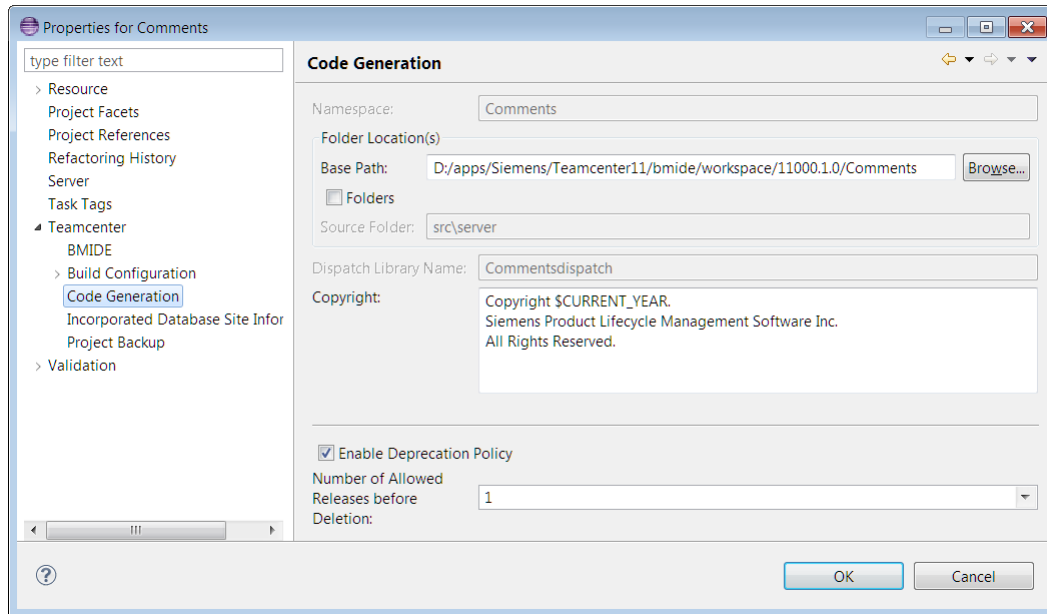 Properties for Comments
type filter text
Resource
Project Facets
Project References
Refactoring History
Server
Task Tags
Teamcenter
BMIDE
Build Configuration
Code Generation
Incorporated Database Site Infor
Project Backup
Validation
Code Generation
Namespace: Comments
Folder Location(s)
Base Path: D:/apps/Siemens/Teamcenter11/bmide/workspace/11000.1.0/Comments Browse...
Folders
Source Folder: src\server
Dispatch Library Name: Commentsdispatch
Copyright: Copyright $CURRENT_YEAR.
Siemens Product Lifecycle Management Software Inc.
All Rights Reserved.
Enable Deprecation Policy
Number of Allowed
Releases before 1
Deletion:
OK Cancel